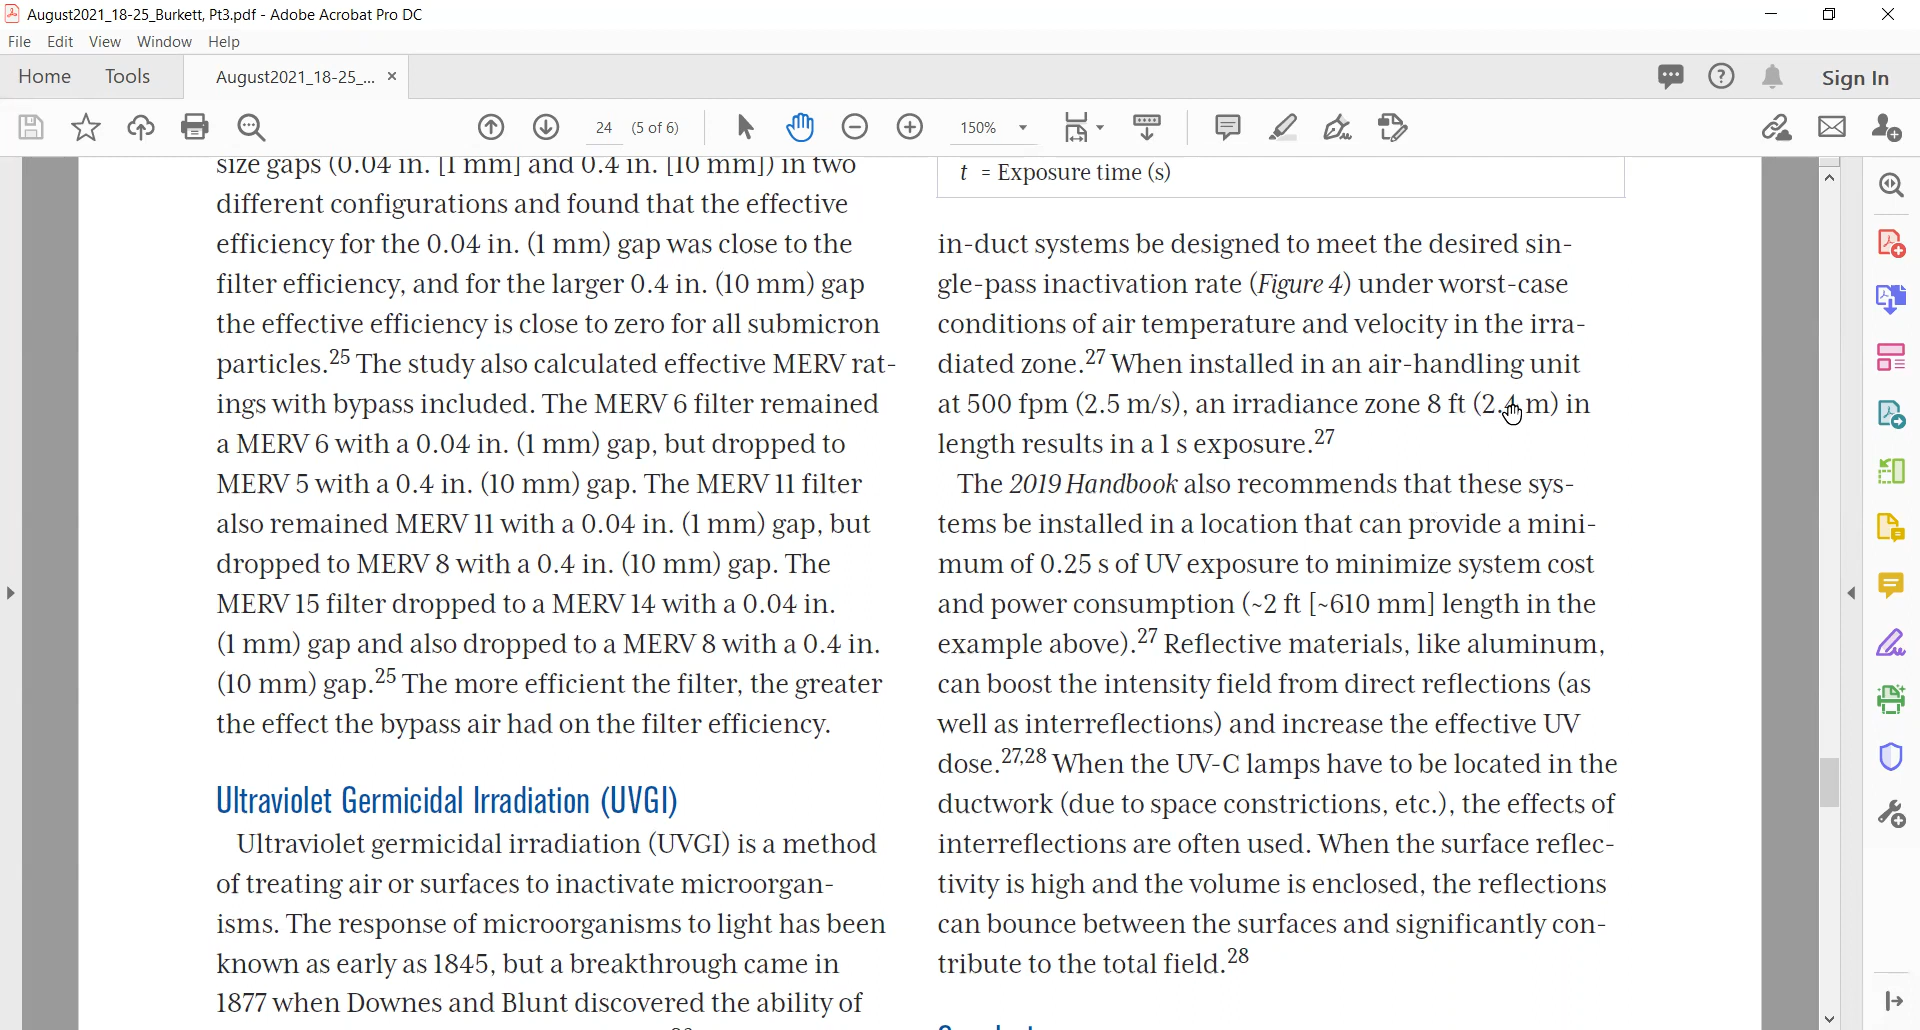 August2021_18-25_Burkett, Pt3.pdf - Adobe Acrobat Pro DC
File Edit View Window Help
Home Tools August2021_18-25_... × Sign In
24 (5 of 6) 150%
size gaps (0.04 in. [1 mm] and 0.4 in. [10 mm]) in two
different configurations and found that the effective
efficiency for the 0.04 in. (1 mm) gap was close to the
filter efficiency, and for the larger 0.4 in. (10 mm) gap
the effective efficiency is close to zero for all submicron
particles.25 The study also calculated effective MERV rat-
ings with bypass included. The MERV 6 filter remained
a MERV 6 with a 0.04 in. (1 mm) gap, but dropped to
MERV 5 with a 0.4 in. (10 mm) gap. The MERV 11 filter
also remained MERV 11 with a 0.04 in. (1 mm) gap, but
dropped to MERV 8 with a 0.4 in. (10 mm) gap. The
MERV 15 filter dropped to a MERV 14 with a 0.04 in.
(1 mm) gap and also dropped to a MERV 8 with a 0.4 in.
(10 mm) gap.25 The more efficient the filter, the greater
the effect the bypass air had on the filter efficiency.
Ultraviolet Germicidal Irradiation (UVGI)
Ultraviolet germicidal irradiation (UVGI) is a method
of treating air or surfaces to inactivate microorgan-
isms. The response of microorganisms to light has been
known as early as 1845, but a breakthrough came in
1877 when Downes and Blunt discovered the ability of
t = Exposure time (s)
in-duct systems be designed to meet the desired sin-
gle-pass inactivation rate (Figure 4) under worst-case
conditions of air temperature and velocity in the irra-
diated zone.27 When installed in an air-handling unit
at 500 fpm (2.5 m/s), an irradiance zone 8 ft (2.4 m) in
length results in a 1 s exposure.27
The 2019 Handbook also recommends that these sys-
tems be installed in a location that can provide a mini-
mum of 0.25 s of UV exposure to minimize system cost
and power consumption (~2 ft [~610 mm] length in the
example above).27 Reflective materials, like aluminum,
can boost the intensity field from direct reflections (as
well as interreflections) and increase the effective UV
dose.27,28 When the UV-C lamps have to be located in the
ductwork (due to space constrictions, etc.), the effects of
interreflections are often used. When the surface reflec-
tivity is high and the volume is enclosed, the reflections
can bounce between the surfaces and significantly con-
tribute to the total field.28